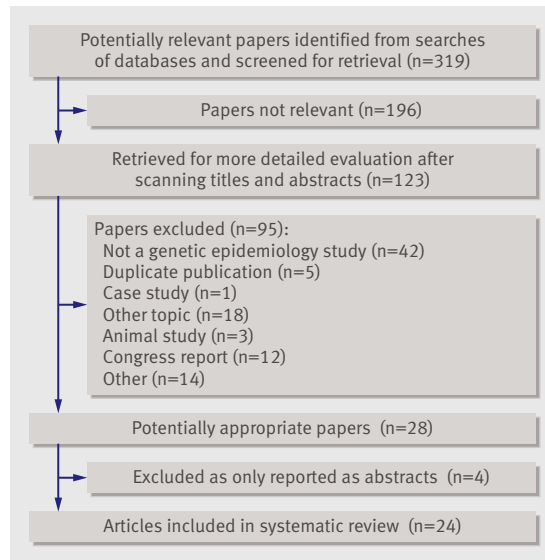 Potentially relevant papers identified from searches
of databases and screened for retrieval (n=319)
Papers not relevant (n=196)
Retrieved for more detailed evaluation after
scanning titles and abstracts (n=123)
Papers excluded (n=95):
Not a genetic epidemiology study (n=42)
Duplicate publication (n=5)
Case study (n=1)
Other topic (n=18)
Animal study (n=3)
Congress report (n=12)
Other (n=14)
Potentially appropriate papers (n=28)
Excluded as only reported as abstracts (n=4)
Articles included in systematic review (n=24)